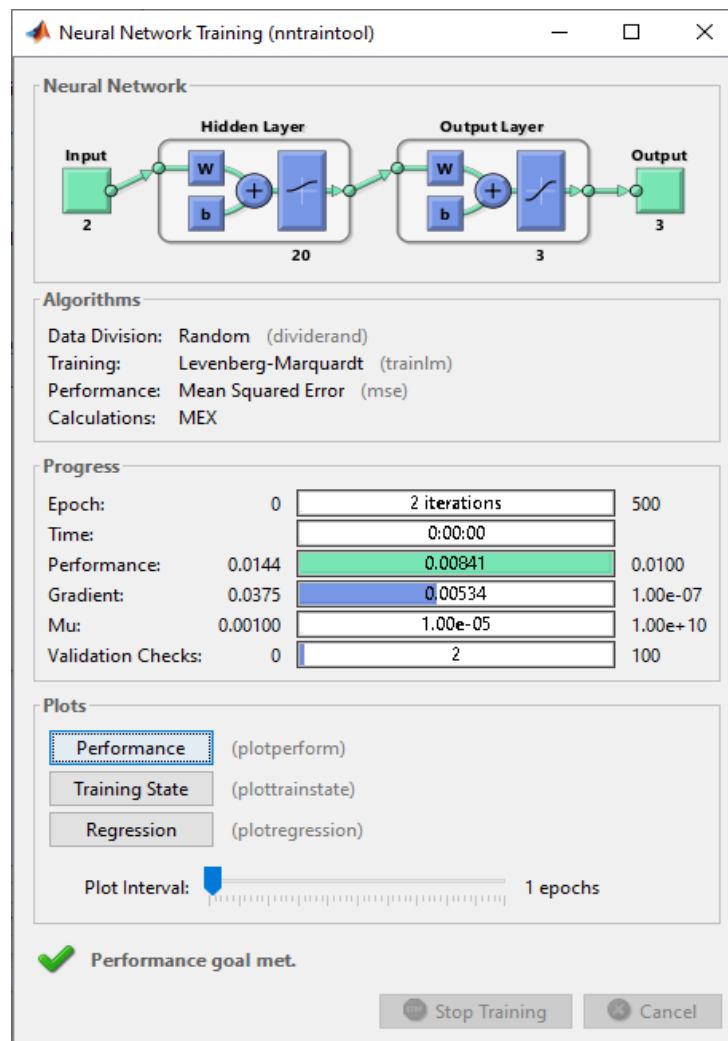 Neural Network Training (nntraintool)
Neural Network
Hidden Layer
Output Layer
Input
Output
W
b
W
b
2
20
3
3
Algorithms
Data Division: Random (dividerand)
Training: Levenberg-Marquardt (trainlm)
Performance: Mean Squared Error (mse)
Calculations: MEX
Progress
Epoch: 0 2 iterations 500
Time: 0:00:00
Performance: 0.0144 0.00841 0.0100
Gradient: 0.0375 0.00534 1.00e-07
Mu: 0.00100 1.00e-05 1.00e+10
Validation Checks: 0 2 100
Plots
Performance (plotperform)
Training State (plottrainstate)
Regression (plotregression)
Plot Interval: 1 epochs
Performance goal met.
Stop Training Cancel